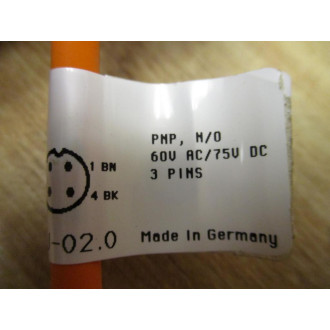 PNP, N/O
60V AC/75V DC
3 PINS
1 BN
4 BK
-02.0 Made in Germany